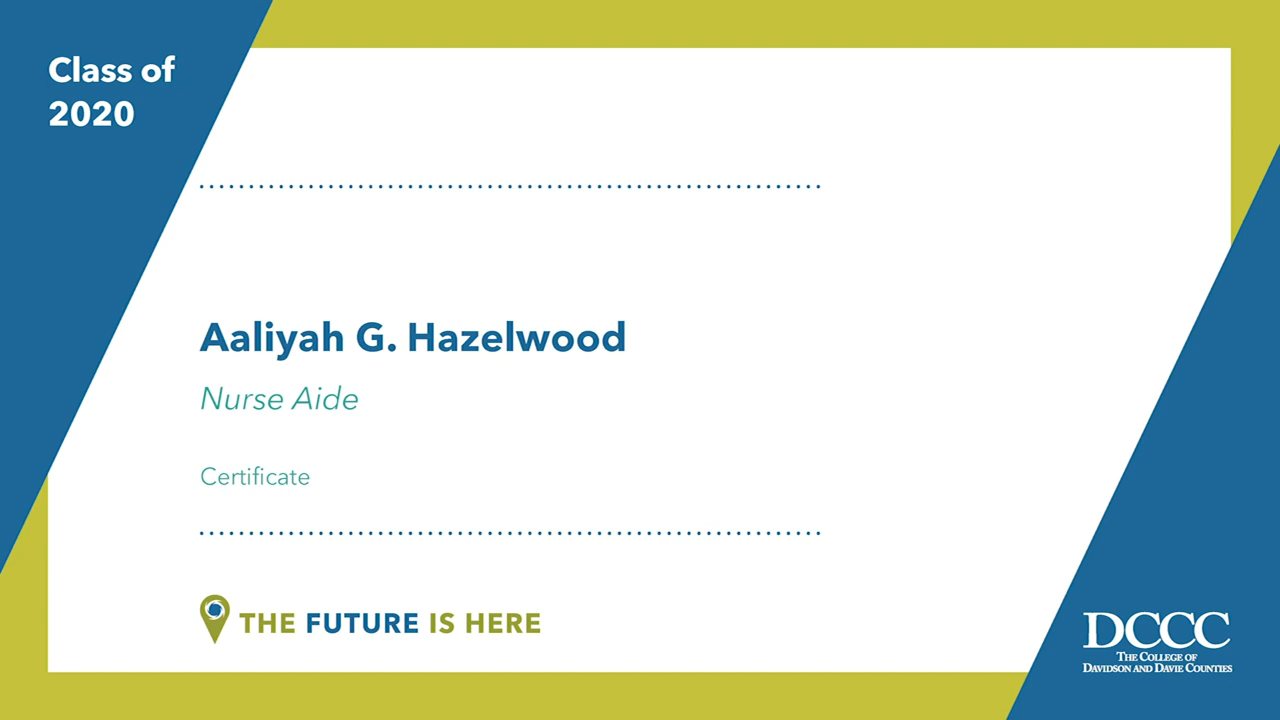 Class of
2020
Aaliyah G. Hazelwood
Nurse Aide
Certificate
THE FUTURE IS HERE
DCCC
THE COLLEGE OF
DAVIDSON AND DAVIE COUNTIES